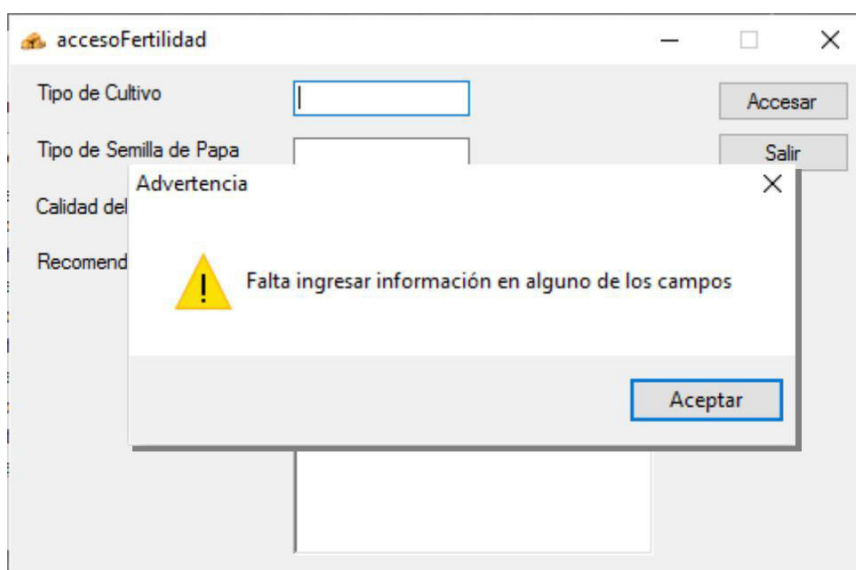 accesoFertilidad
Tipo de Cultivo
Accesar
Tipo de Semilla de Papa
Salir
Advertencia
Calidad del
Recomend
Falta ingresar información en alguno de los campos
Aceptar